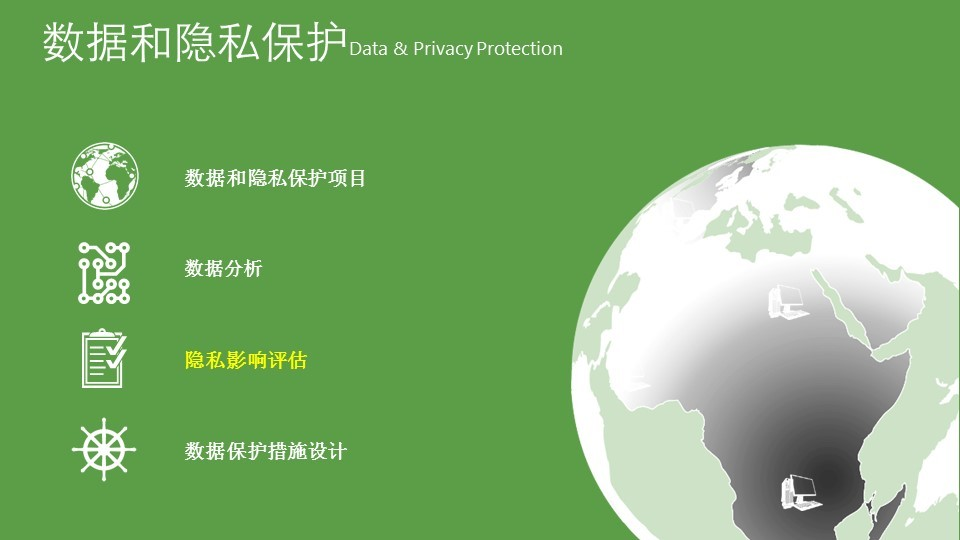 数据和隐私保护Data & Privacy Protection
数据和隐私保护项目
数据分析
隐私影响评估
数据保护措施设计